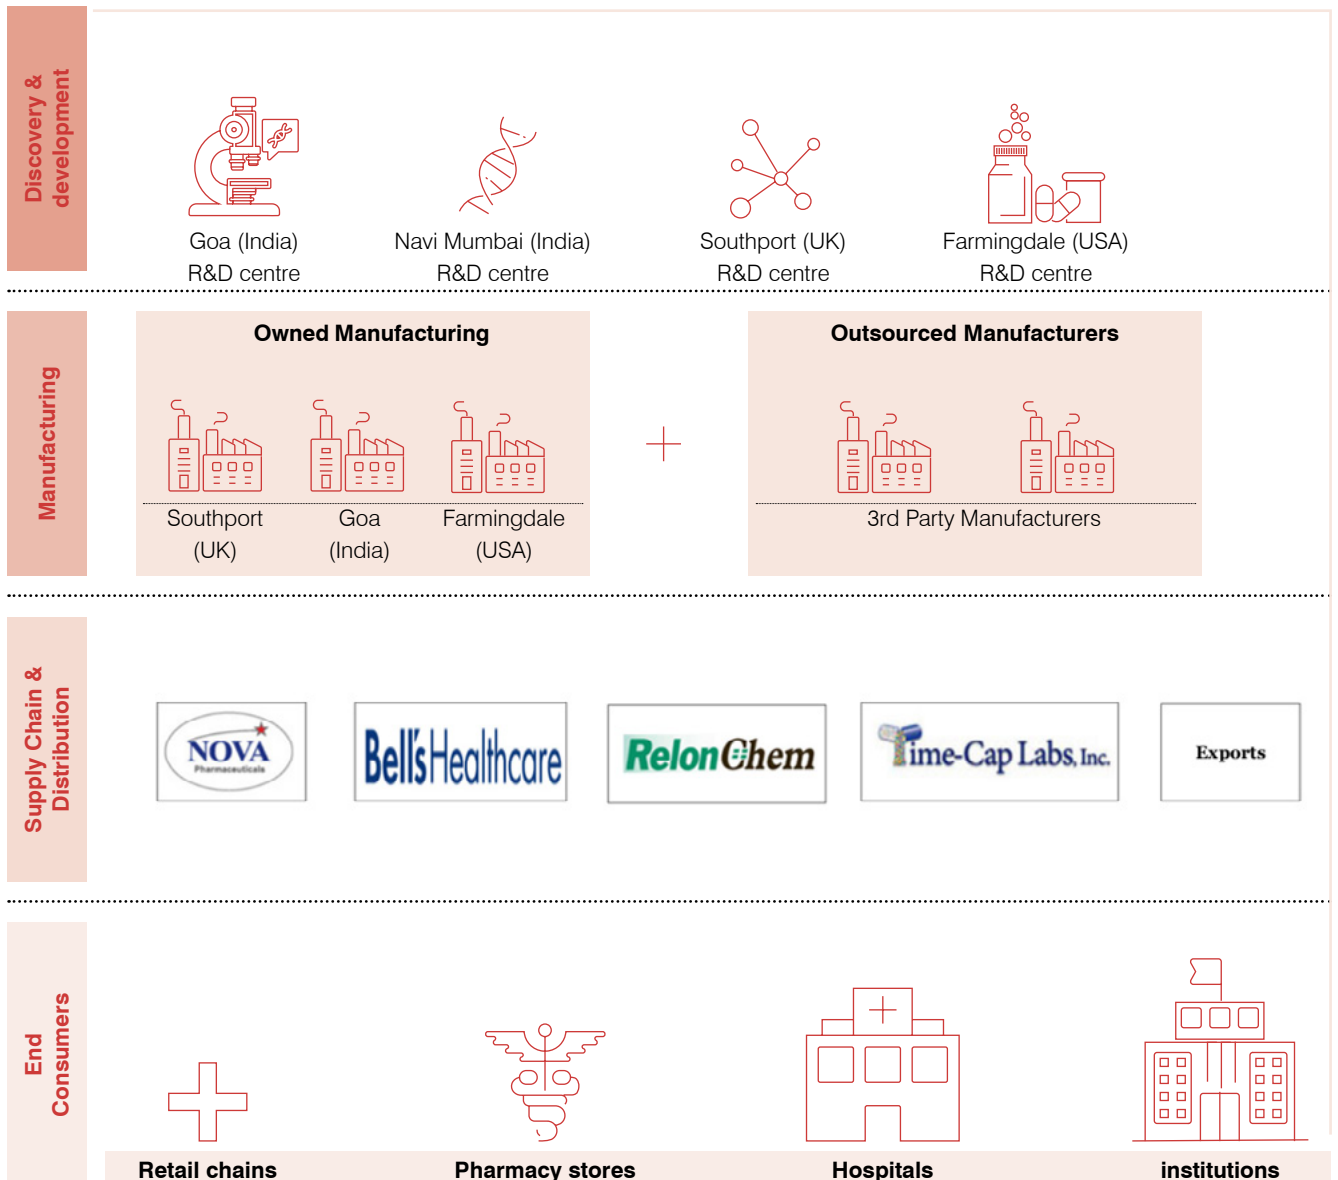 Discovery &
development
Goa (India)
R&D centre
Navi Mumbai (India)
R&D centre
Southport (UK)
R&D centre
Farmingdale (USA)
R&D centre
Manufacturing
Owned Manufacturing
Southport
(UK)
Goa
(India)
Farmingdale
(USA)
Outsourced Manufacturers
3rd Party Manufacturers
Supply Chain &
Distribution
NOVA
Pharmaceuticals
Bell's Healthcare
RelonChem
Time-Cap Labs, Inc.
Exports
End
Consumers
Retail chains
Pharmacy stores
Hospitals
institutions